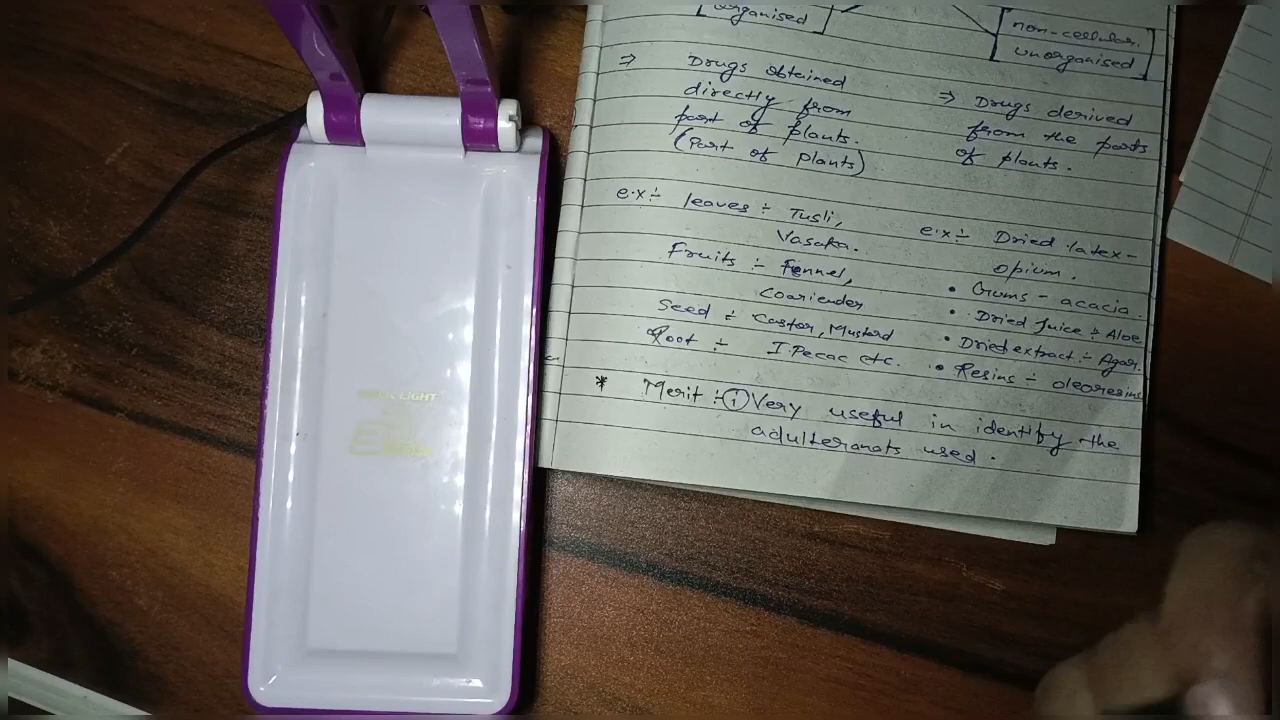 organised
non-cellular.
unorganised
⇒ Drugs obtained
directly from
part of plants.
(Part of plants)
⇒ Drugs derived
from the parts
of plants.
e.x:- leaves :- Tusli,
Vasaka.
Fruits :- Fennel,
Coariender
Seed :- Castor, Mustard
Root :- I.Pecac etc.
e.x:- Dried latex-
opium.
• Gums - acacia.
• Dried Juice :- Aloe
• Dried extract :- Agar.
• Resins - oleoresins
* Merit :- ① Very useful in identify the
adulteranats used.
LIGHT